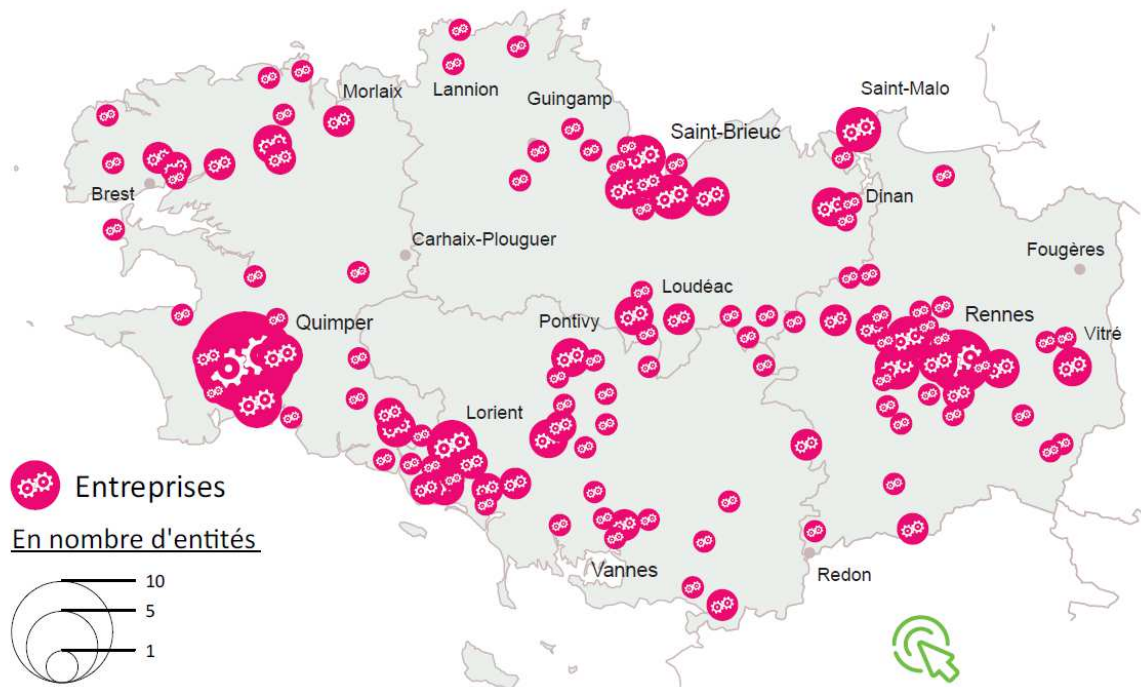 Saint-Malo
Morlaix
Lannion
Guingamp
Saint-Brieuc
Brest
Dinan
Carhaix-Plouguer
Fougères
Loudéac
Quimper
Pontivy
Rennes
Vitré
Lorient
Entreprises
En nombre d'entités
Vannes
Redon
10
5
1